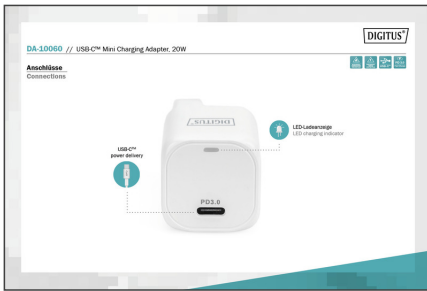 DIGITUS®
DA-10060 // USB-C™ Mini Charging Adapter, 20W
Anschlüsse
Connections
DIGITUS
LED-Ladeanzeige
LED charging indicator
USB-C™
power delivery
PD3.0